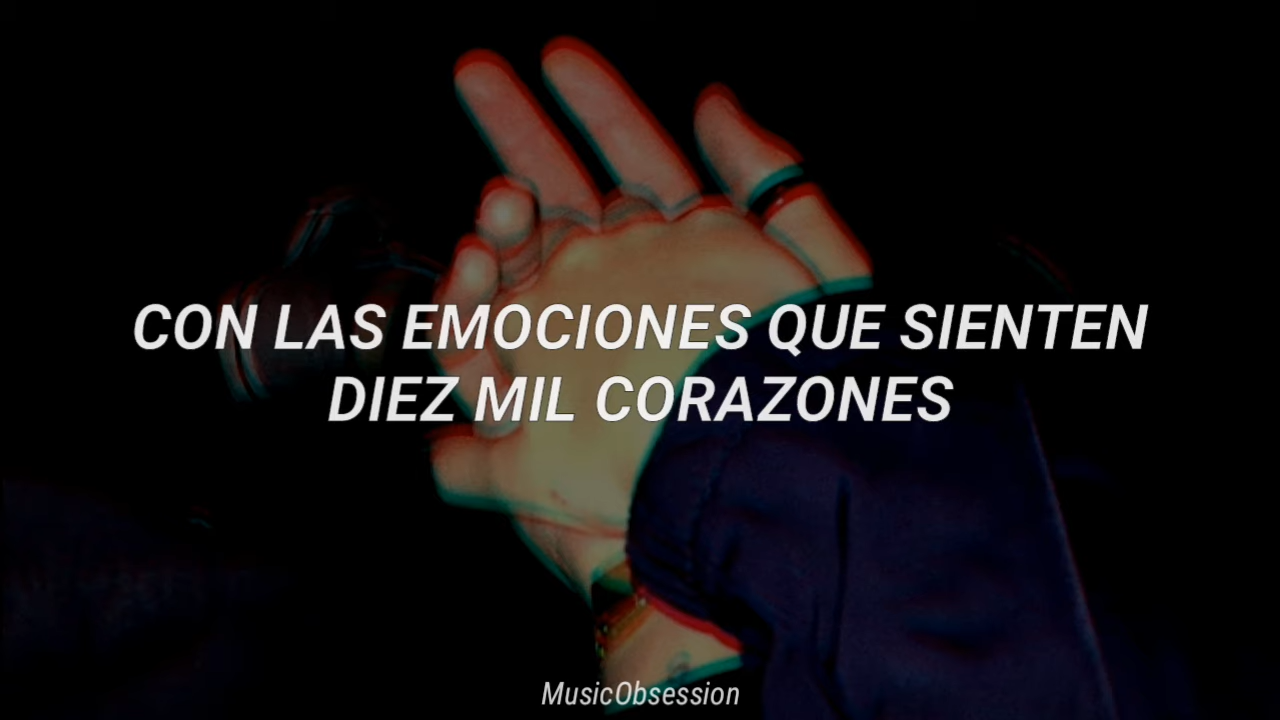 CON LAS EMOCIONES QUE SIENTEN
DIEZ MIL CORAZONES
MusicObsession